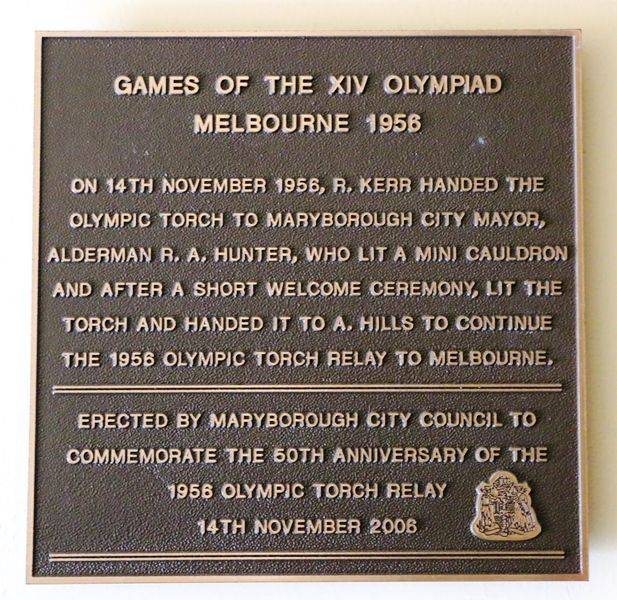 GAMES OF THE XIV OLYMPIAD
MELBOURNE 1956
ON 14TH NOVEMBER 1956, R. KERR HANDED THE
OLYMPIC TORCH TO MARYBOROUGH CITY MAYOR,
ALDERMAN R. A. HUNTER, WHO LIT A MINI CAULDRON
AND AFTER A SHORT WELCOME CEREMONY, LIT THE
TORCH AND HANDED IT TO A. HILLS TO CONTINUE
THE 1956 OLYMPIC TORCH RELAY TO MELBOURNE.
ERECTED BY MARYBOROUGH CITY COUNCIL TO
COMMEMORATE THE 50TH ANNIVERSARY OF THE
1956 OLYMPIC TORCH RELAY
14TH NOVEMBER 2006